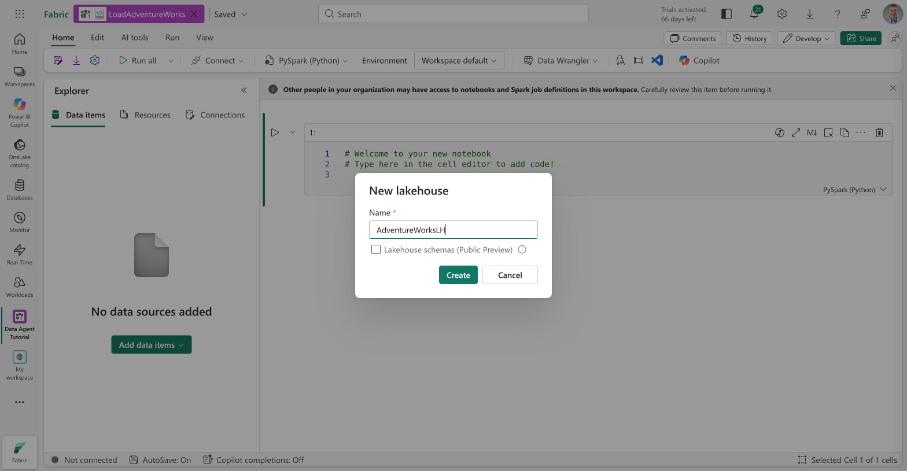 Fabric
LoadAdventureWorks
Saved
Search
Trials activated:
66 days left
21
Home
Edit
AI tools
Run
View
Comments
History
Develop
Share
Run all
Connect
PySpark (Python)
Environment
Workspace default
Data Wrangler
Copilot
Home
Workspaces
Power BI
Copilot
OneLake
catalog
Databases
Monitor
Real-Time
Workloads
Data Agent
Tutorial
My
workspace
Fabric
Explorer
Data items
Resources
Connections
No data sources added
Add data items
Other people in your organization may have access to notebooks and Spark job definitions in this workspace. Carefully review this item before running it.
1:
M↓
1 # Welcome to your new notebook
2 # Type here in the cell editor to add code!
3
PySpark (Python)
New lakehouse
Name *
AdventureWorksLH
Lakehouse schemas (Public Preview)
Create
Cancel
Not connected
AutoSave: On
Copilot completions: Off
Selected Cell 1 of 1 cells